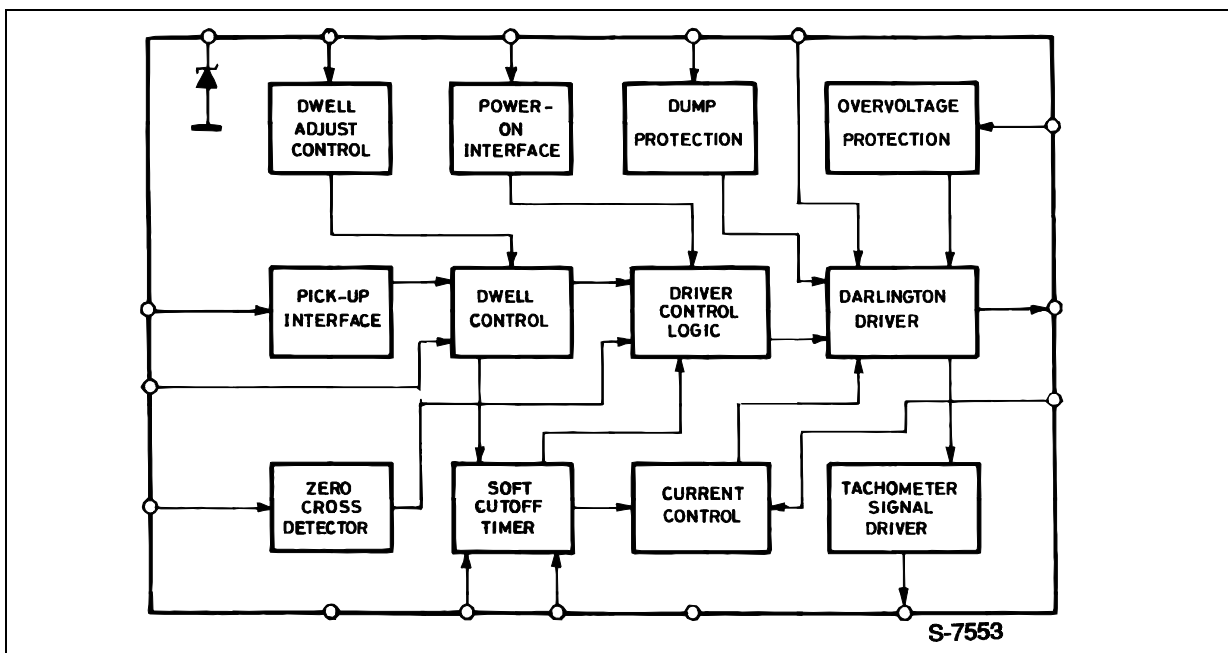 DWELL
ADJUST
CONTROL
POWER-
ON
INTERFACE
DUMP
PROTECTION
OVERVOLTAGE
PROTECTION
PICK-UP
INTERFACE
DWELL
CONTROL
DRIVER
CONTROL
LOGIC
DARLINGTON
DRIVER
ZERO
CROSS
DETECTOR
SOFT
CUTOFF
TIMER
CURRENT
CONTROL
TACHOMETER
SIGNAL
DRIVER
S-7553